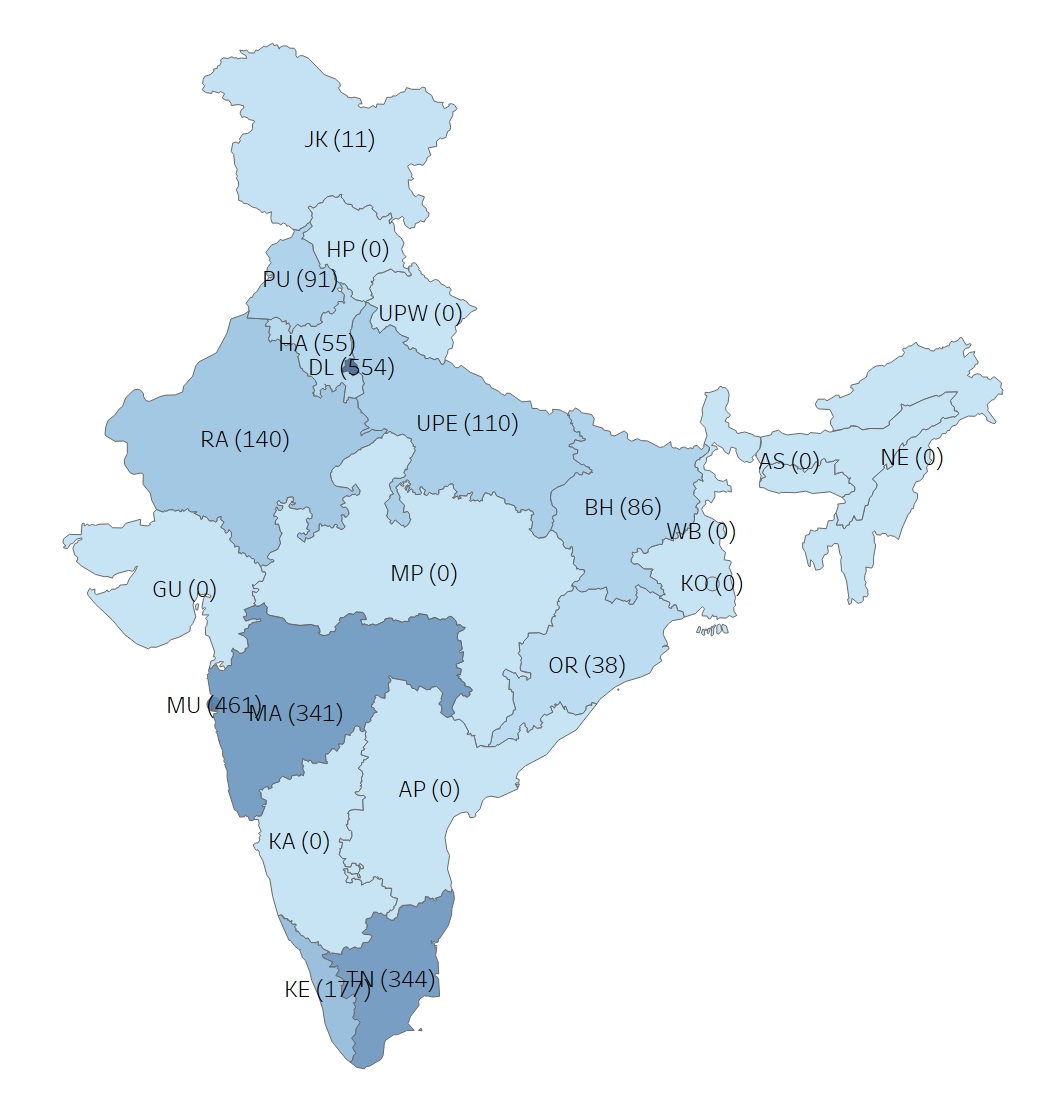 JK (11)
HP (0)
PU (91)
UPW (0)
HA (55)
DL (554)
UPE (110)
RA (140)
AS (0)
NE (0)
BH (86)
WB (0)
MP (0)
KO (0)
GU (0)
OR (38)
MU (461)
MA (341)
AP (0)
KA (0)
TN (344)
KE (177)